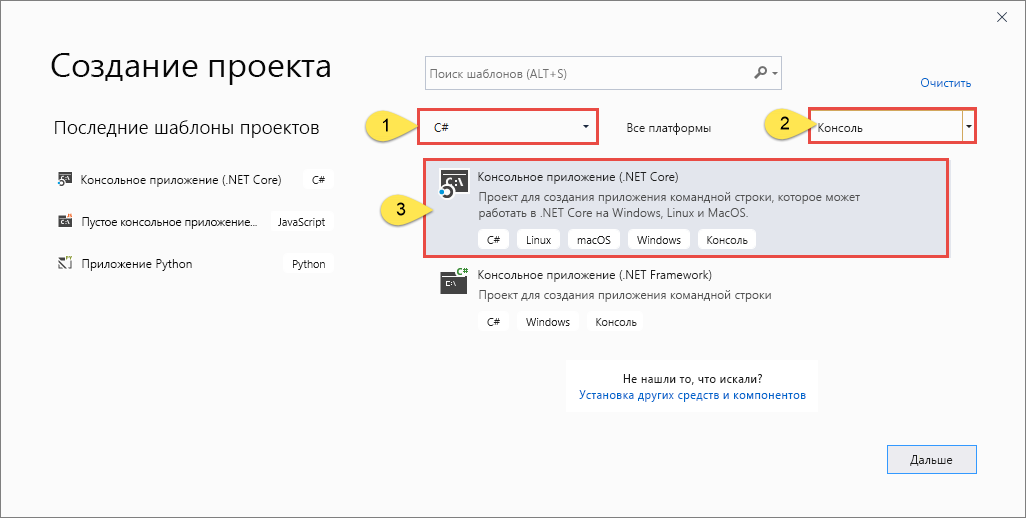 Создание проекта
Поиск шаблонов (ALT+S)
Очистить
Последние шаблоны проектов
1
C#
Все платформы
2
Консоль
Консольное приложение (.NET Core)
C#
Пустое консольное приложение...
JavaScript
Приложение Python
Python
3
C:\
Консольное приложение (.NET Core)
Проект для создания приложения командной строки, которое может
работать в .NET Core на Windows, Linux и MacOS.
C#
Linux
macOS
Windows
Консоль
C#
C:\
Консольное приложение (.NET Framework)
Проект для создания приложения командной строки
C#
Windows
Консоль
Не нашли то, что искали?
Установка других средств и компонентов
Дальше